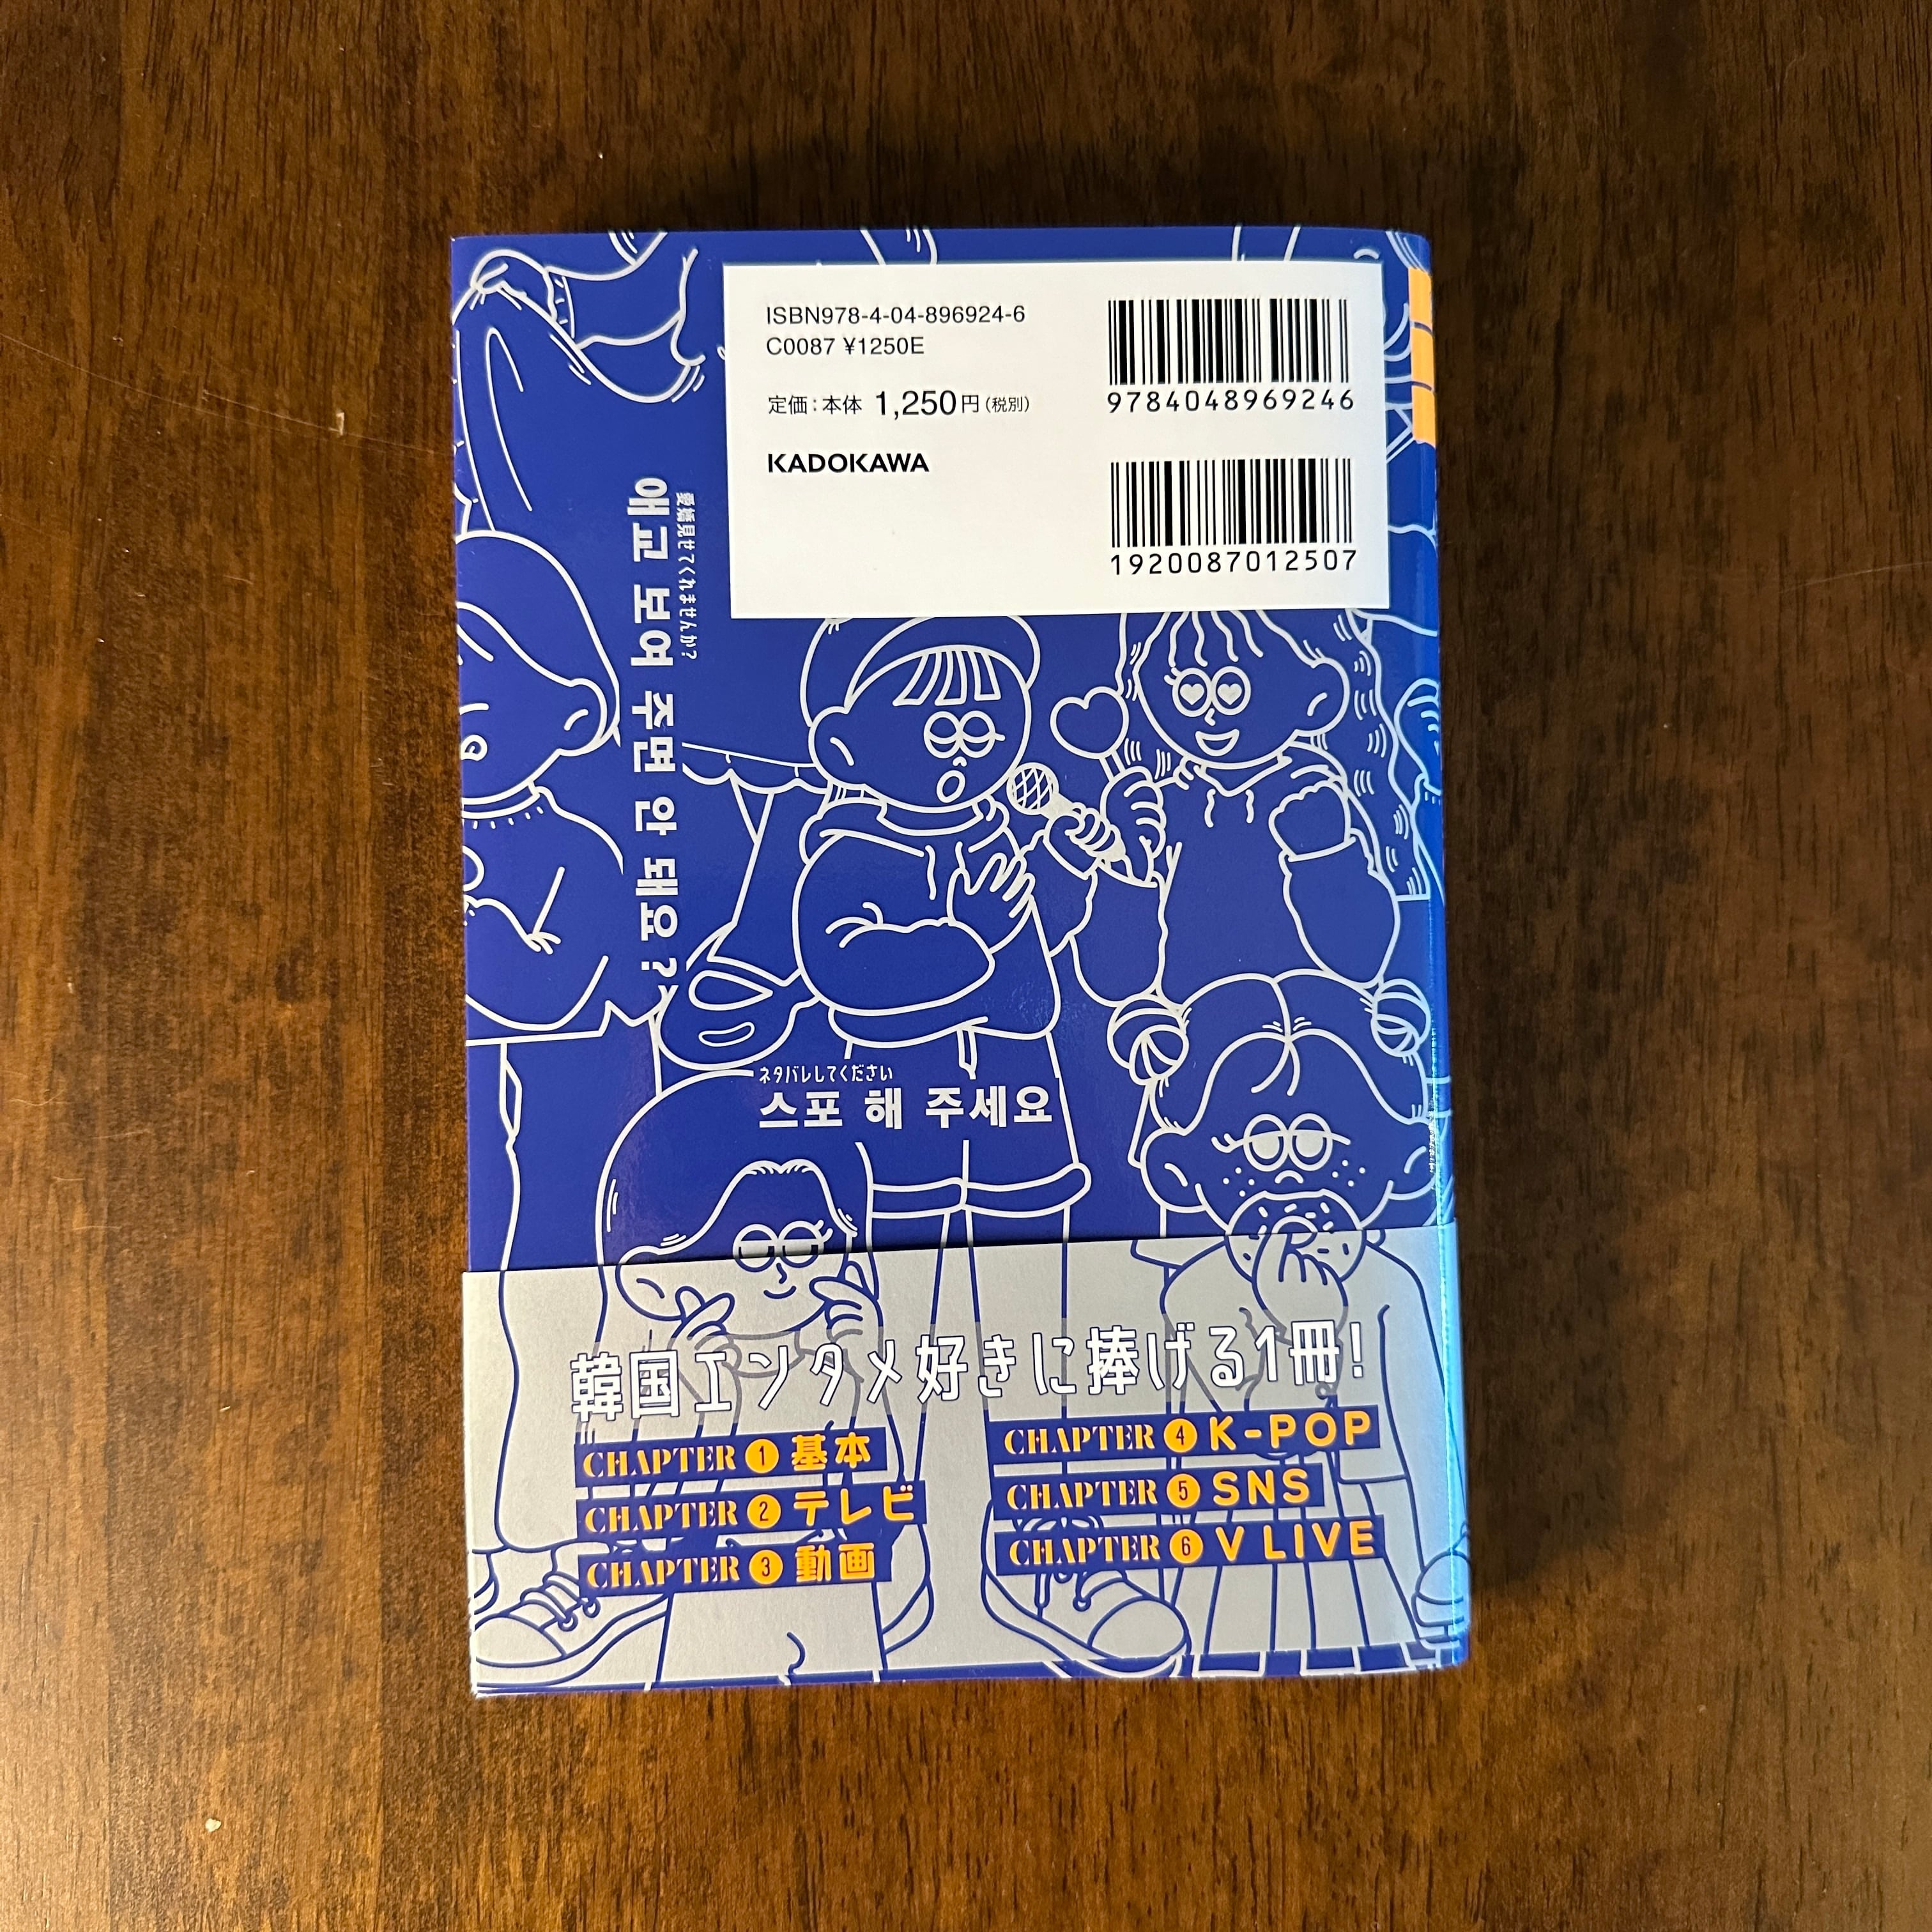 ISBN978-4-04-896924-6
C0087 ¥1250E
定価：本体 1,250円（税別）
KADOKAWA
9784048969246
1920087012507
愛嬌見せてくれませんか？
애교 보여 주면 안 돼요？
ネタバレしてください
스포 해 주세요
韓国エンタメ好きに捧げる1冊！
CHAPTER 1 基本
CHAPTER 2 テレビ
CHAPTER 3 動画
CHAPTER 4 K-POP
CHAPTER 5 SNS
CHAPTER 6 V LIVE